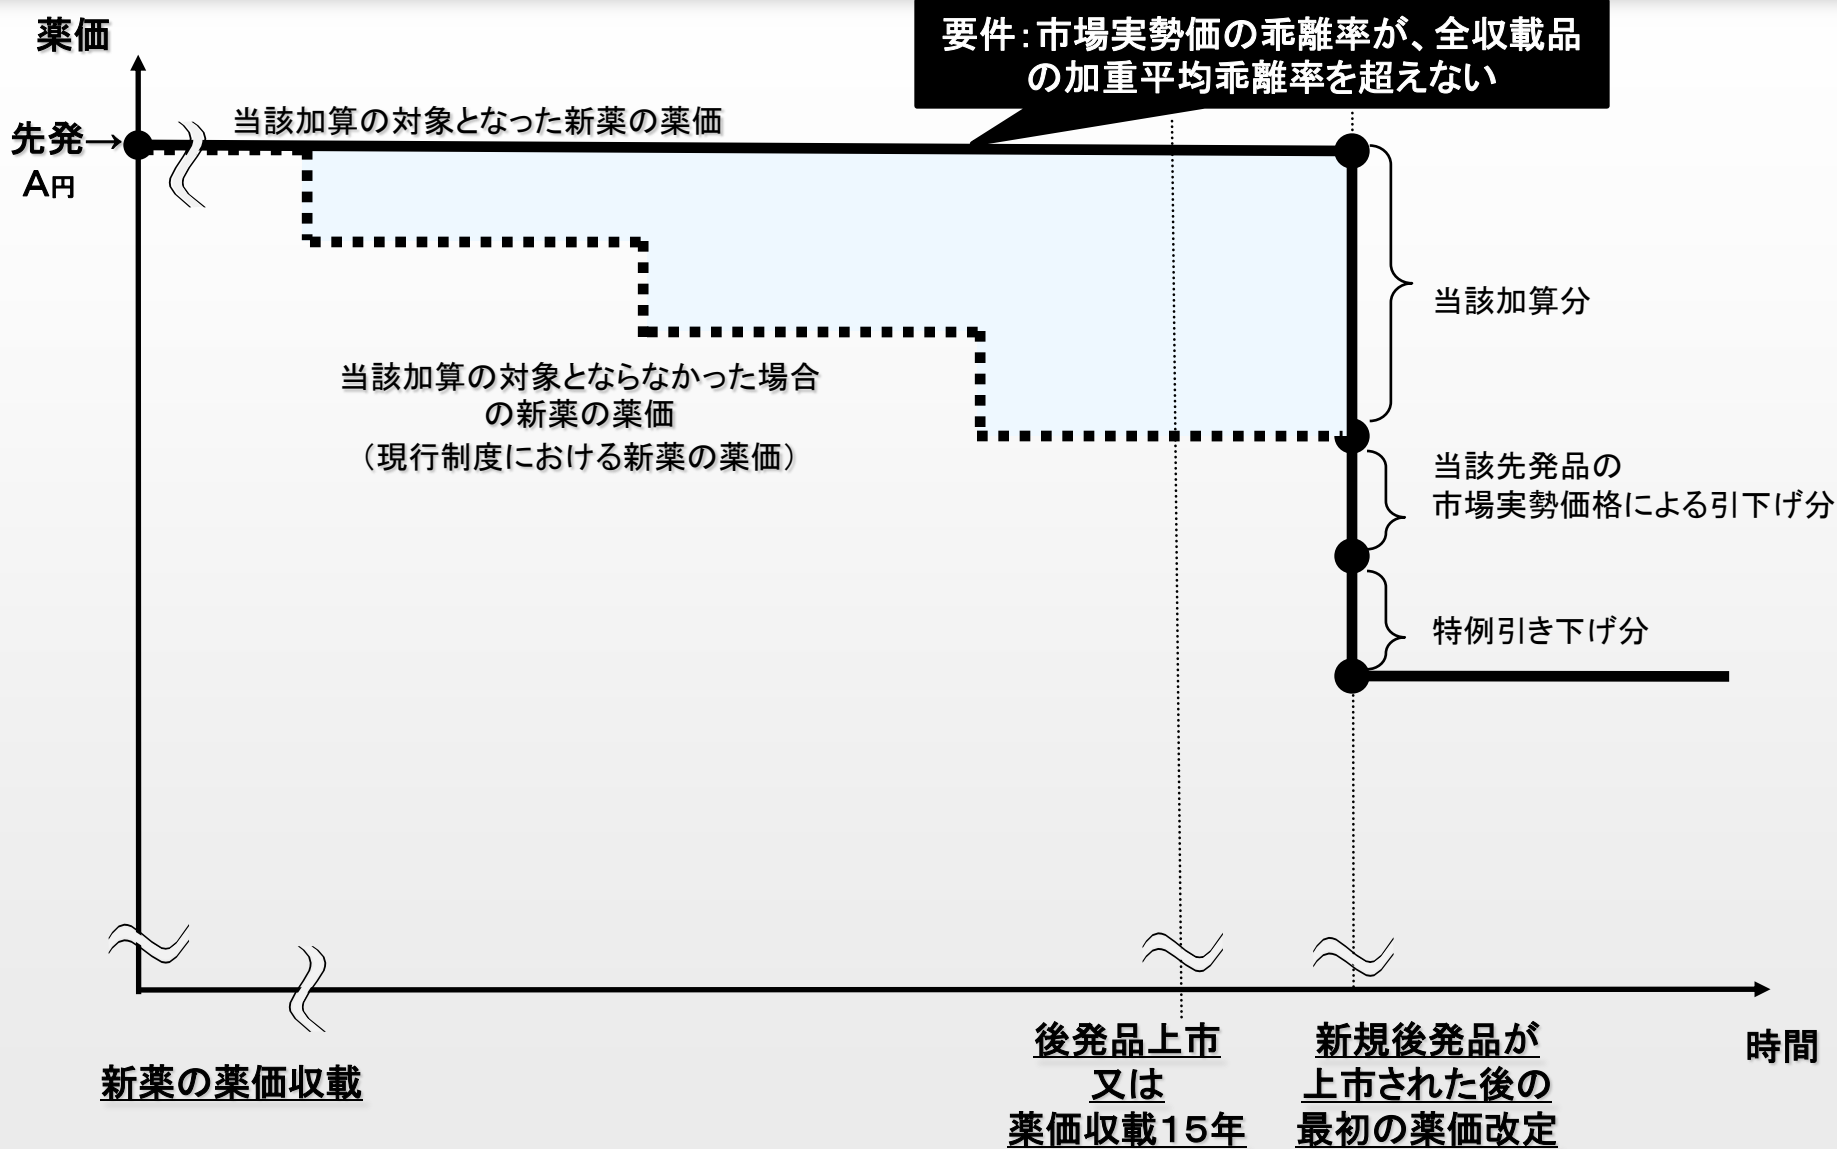 薬価
要件：市場実勢価の乖離率が、全収載品
の加重平均乖離率を超えない
当該加算の対象となった新薬の薬価
先発→
A円
当該加算分
当該加算の対象とならなかった場合
の新薬の薬価
（現行制度における新薬の薬価）
当該先発品の
市場実勢価格による引下げ分
特例引き下げ分
新薬の薬価収載
後発品上市
又は
薬価収載１５年
新規後発品が
上市された後の
最初の薬価改定
時間